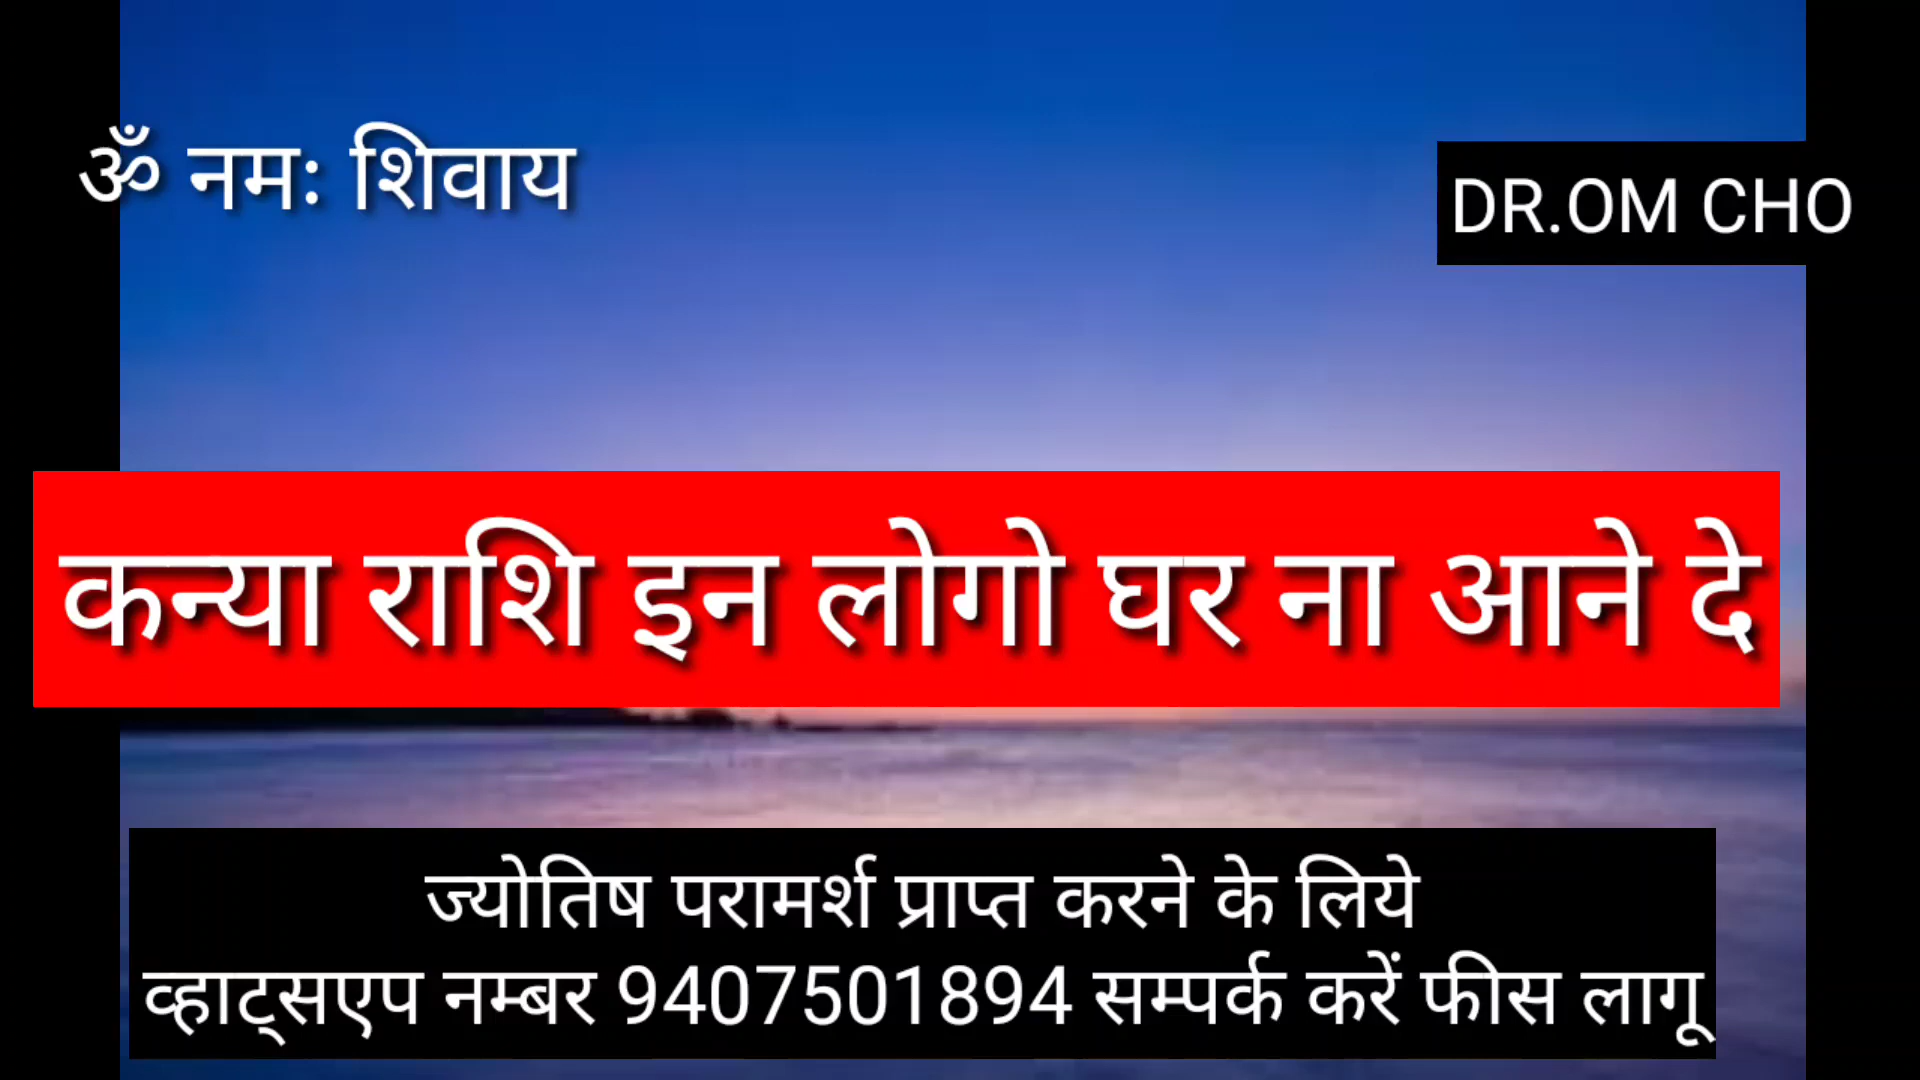 ॐ नमः शिवाय
DR.OM CHO
कन्या राशि इन लोगो घर ना आने दे
ज्योतिष परामर्श प्राप्त करने के लिये
व्हाट्सएप नम्बर 9407501894 सम्पर्क करें फीस लागू